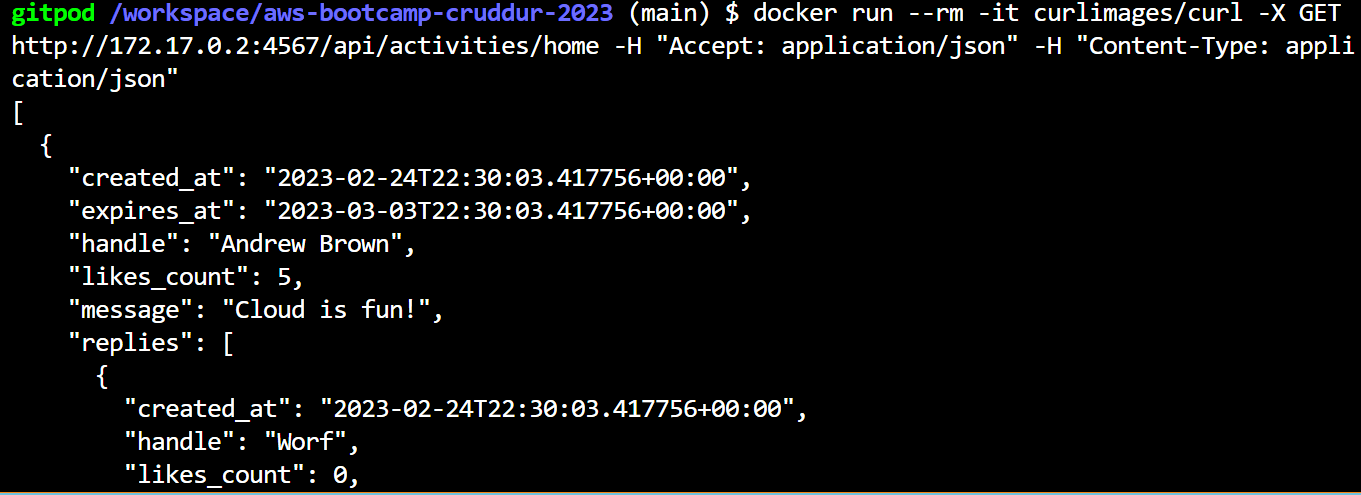 gitpod /workspace/aws-bootcamp-cruddur-2023 (main) $ docker run --rm -it curlimages/curl -X GET
http://172.17.0.2:4567/api/activities/home -H "Accept: application/json" -H "Content-Type: appli
cation/json"
[
  {
    "created_at": "2023-02-24T22:30:03.417756+00:00",
    "expires_at": "2023-03-03T22:30:03.417756+00:00",
    "handle": "Andrew Brown",
    "likes_count": 5,
    "message": "Cloud is fun!",
    "replies": [
      {
        "created_at": "2023-02-24T22:30:03.417756+00:00",
        "handle": "Worf",
        "likes_count": 0,